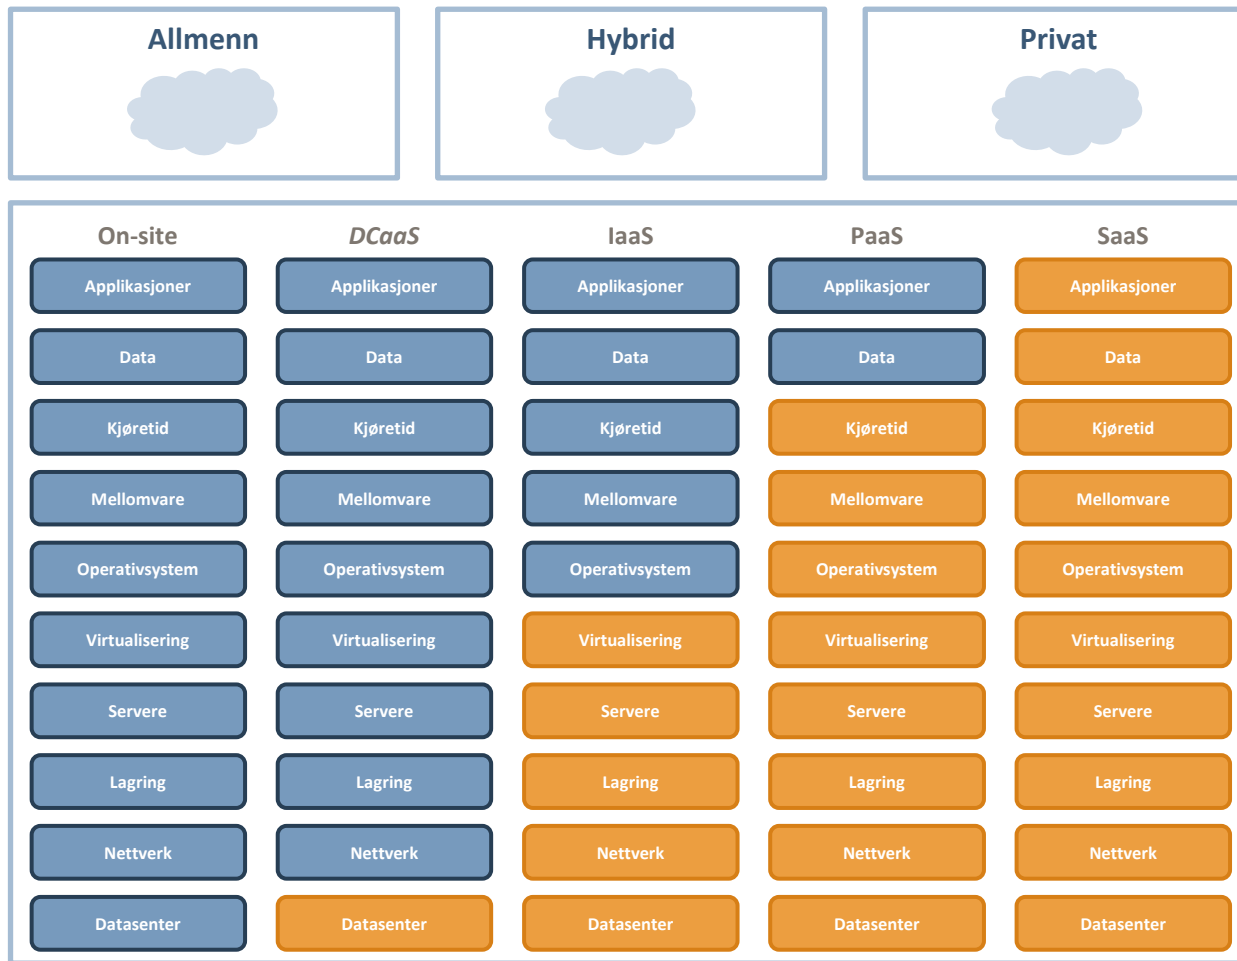 Allmenn
Hybrid
Privat
On-site
DCaaS
IaaS
PaaS
SaaS
Applikasjoner
Applikasjoner
Applikasjoner
Applikasjoner
Applikasjoner
Data
Data
Data
Data
Data
Kjøretid
Kjøretid
Kjøretid
Kjøretid
Kjøretid
Mellomvare
Mellomvare
Mellomvare
Mellomvare
Mellomvare
Operativsystem
Operativsystem
Operativsystem
Operativsystem
Operativsystem
Virtualisering
Virtualisering
Virtualisering
Virtualisering
Virtualisering
Servere
Servere
Servere
Servere
Servere
Lagring
Lagring
Lagring
Lagring
Lagring
Nettverk
Nettverk
Nettverk
Nettverk
Nettverk
Datasenter
Datasenter
Datasenter
Datasenter
Datasenter